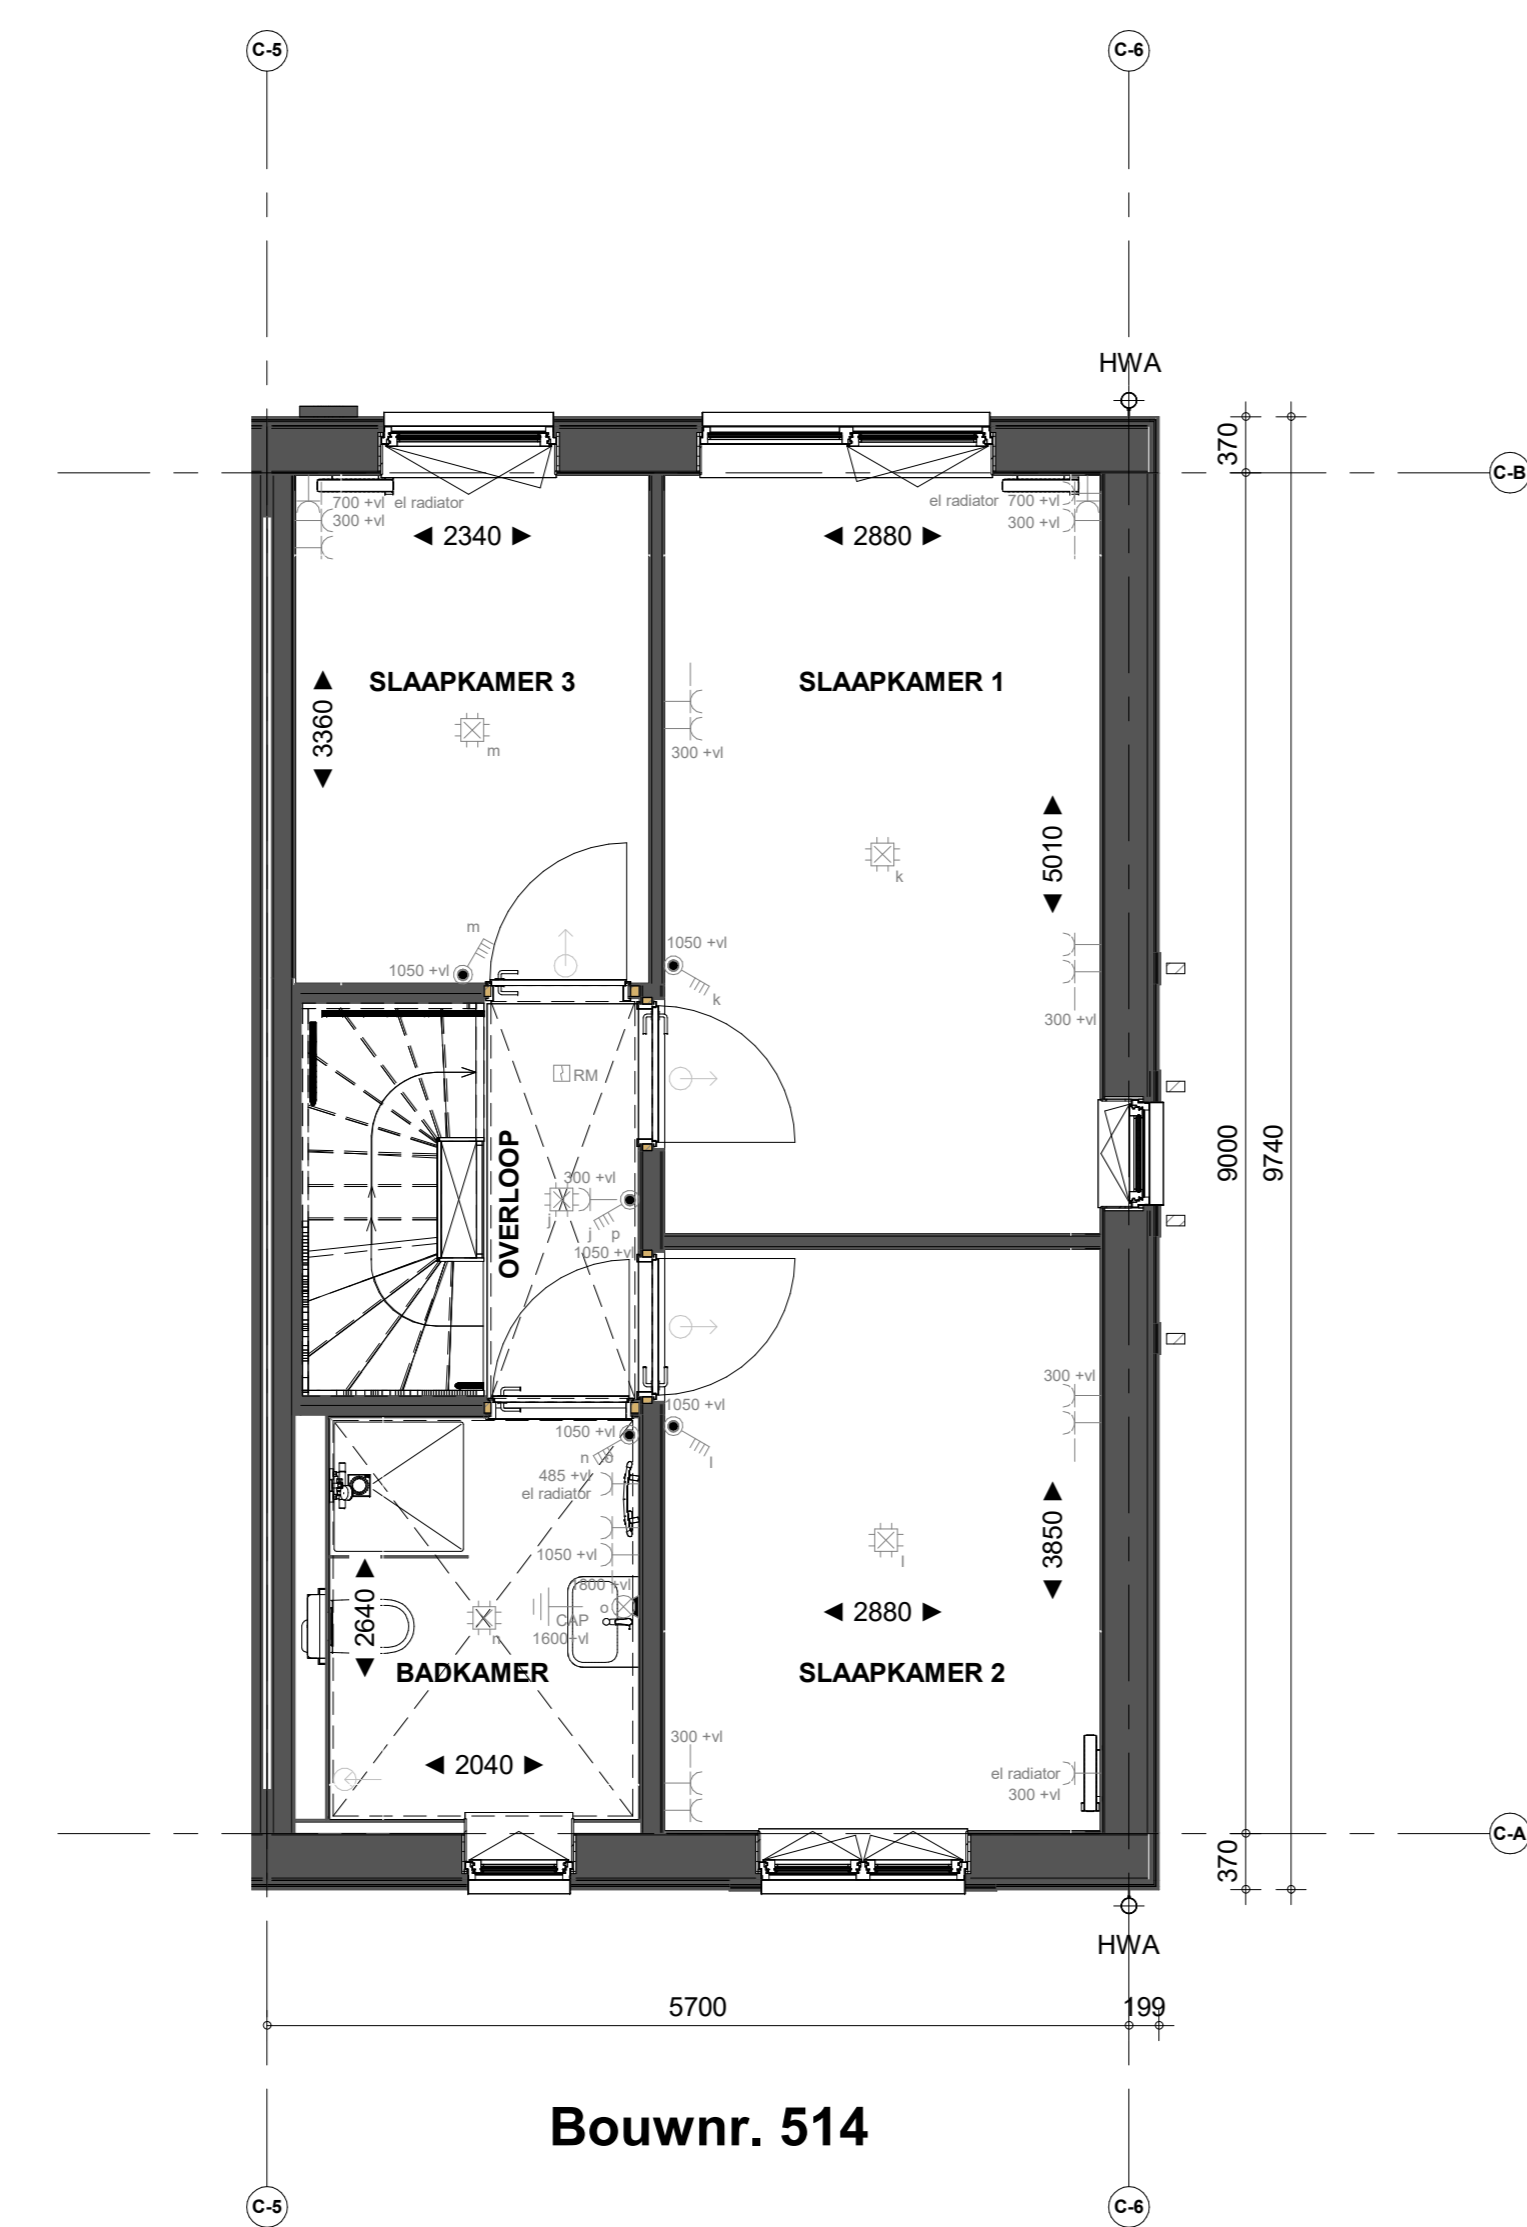 C-5
C-6
HWA
370
C-B
700 +vl
el radiator
300 +vl
el radiator
700 +vl
300 +vl
2340
2880
SLAAPKAMER 3
SLAAPKAMER 1
3360
m
300 +vl
5010
k
m
1050 +vl
1050 +vl
k
300 +vl
RM
OVERLOOP
300 +vl
j
j
p
1050 +vl
9000
9740
300 +vl
1050 +vl
1050 +vl
n
o
l
485 +vl
el radiator
1050 +vl
1800 +vl
o
CAP
1600+vl
n
2640
l
3850
2880
BADKAMER
SLAAPKAMER 2
2040
300 +vl
el radiator
300 +vl
C-A
370
HWA
5700
199
Bouwnr. 514
C-5
C-6